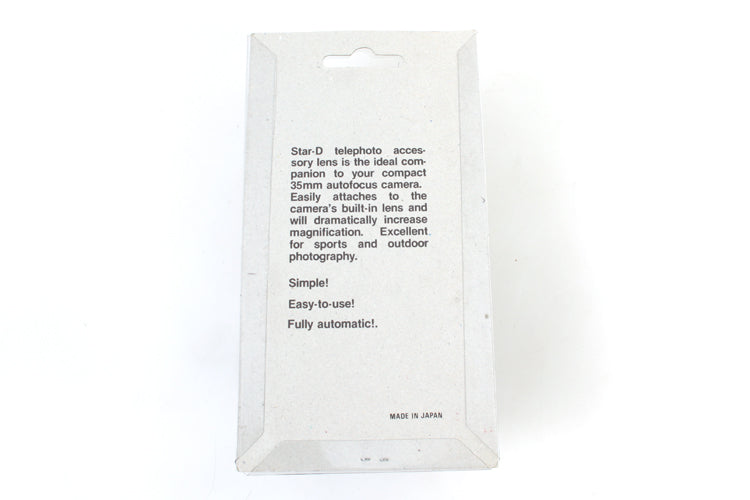 Star-D telephoto acces-
sory lens is the ideal com-
panion to your compact
35mm autofocus camera.
Easily attaches to the
camera's built-in lens and
will dramatically increase
magnification. Excellent
for sports and outdoor
photography.
Simple!
Easy-to-use!
Fully automatic!.
MADE IN JAPAN